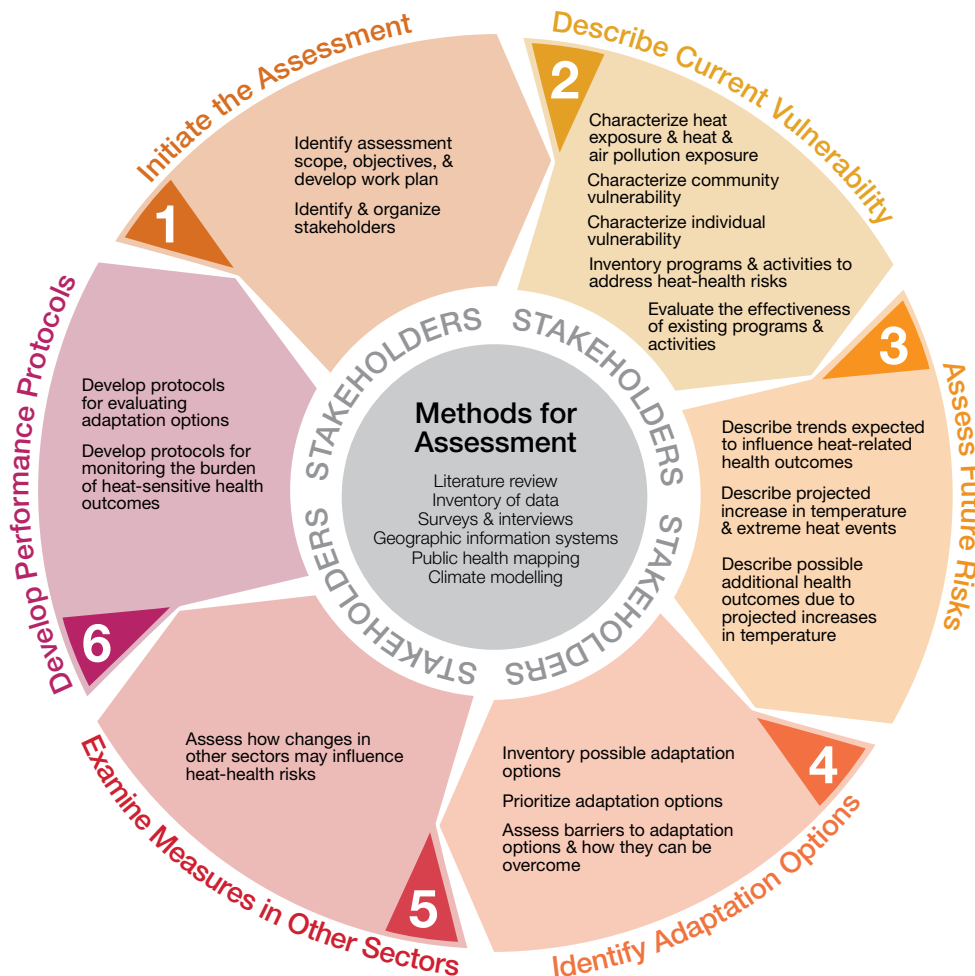 Initiate the Assessment
1
Identify assessment
scope, objectives, &
develop work plan
Identify & organize
stakeholders
Describe Current Vulnerability
2
Characterize heat
exposure & heat &
air pollution exposure
Characterize community
vulnerability
Characterize individual
vulnerability
Inventory programs & activities to
address heat-health risks
Evaluate the effectiveness
of existing programs &
activities
Assess Future Risks
3
Describe trends expected
to influence heat-related
health outcomes
Describe projected
increase in temperature
& extreme heat events
Describe possible
additional health
outcomes due to
projected increases
in temperature
Identify Adaptation Options
4
Inventory possible adaptation
options
Prioritize adaptation options
Assess barriers to adaptation
options & how they can be
overcome
Examine Measures in Other Sectors
5
Assess how changes in
other sectors may influence
heat-health risks
Develop Performance Protocols
6
Develop protocols
for evaluating
adaptation options
Develop protocols for
monitoring the burden
of heat-sensitive health
outcomes
STAKEHOLDERS
STAKEHOLDERS
STAKEHOLDERS
STAKEHOLDERS
Methods for
Assessment
Literature review
Inventory of data
Surveys & interviews
Geographic information systems
Public health mapping
Climate modelling